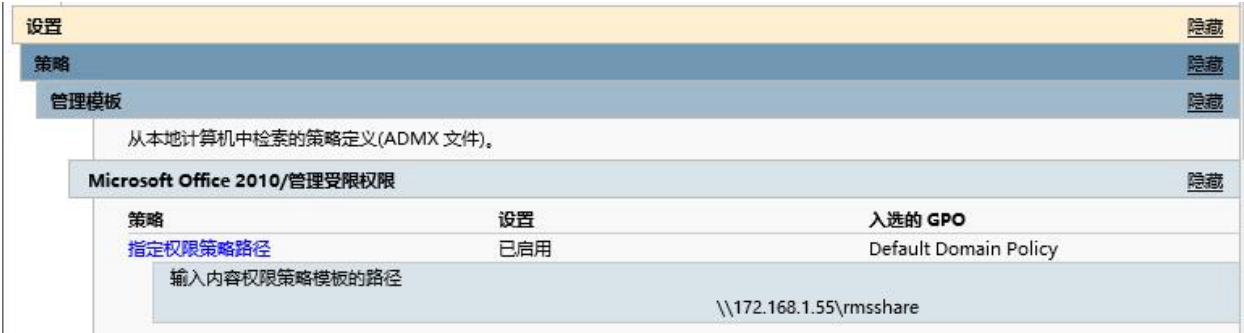 设置 隐藏
策略 隐藏
管理模板 隐藏
从本地计算机中检索的策略定义(ADMX 文件)。
Microsoft Office 2010/管理受限权限 隐藏
策略 设置 入选的 GPO
指定权限策略路径 已启用 Default Domain Policy
输入内容权限策略模板的路径
\\172.168.1.55\rmsshare